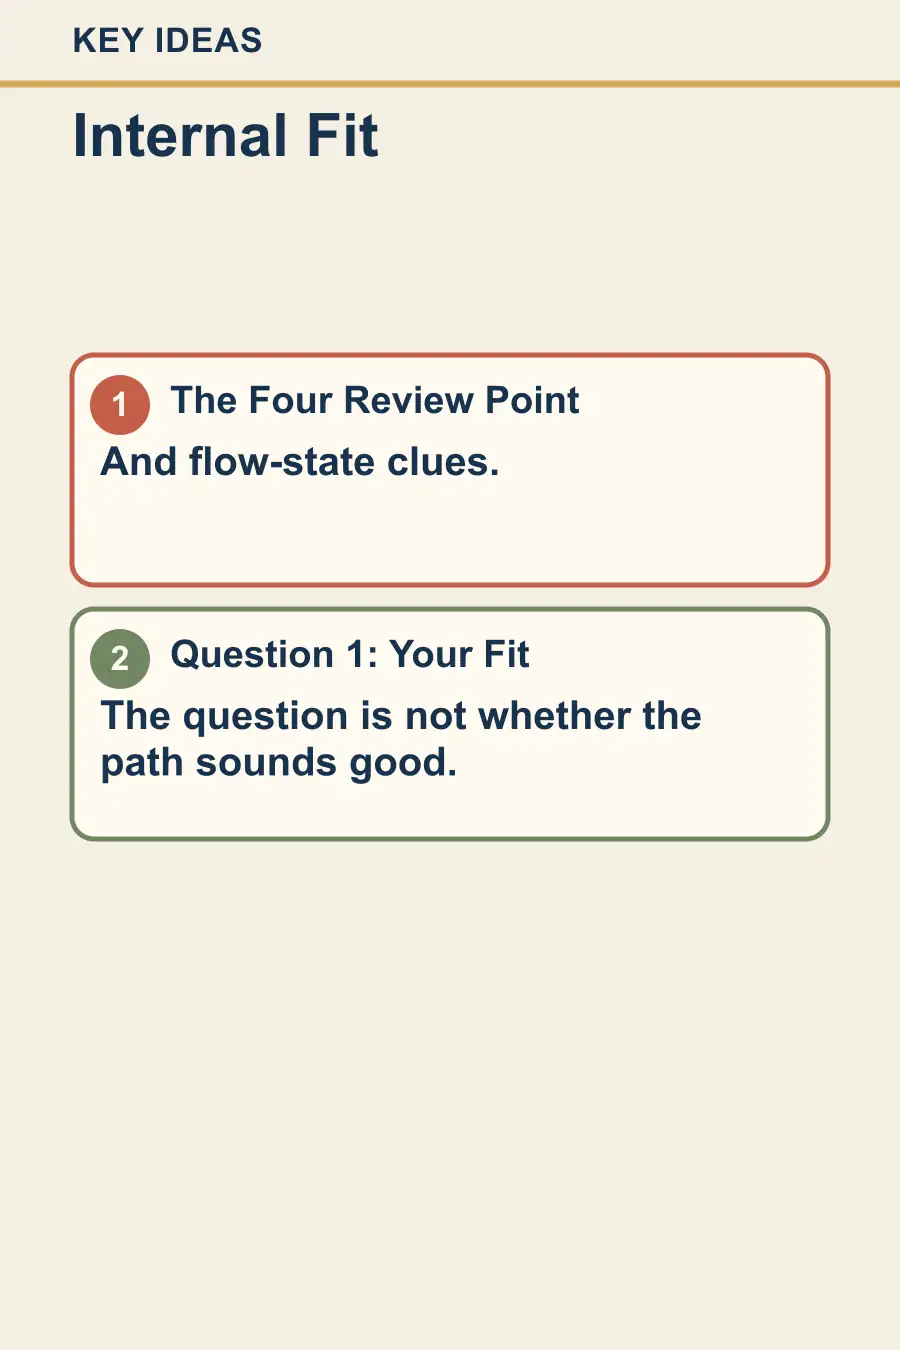 KEY IDEAS
Internal Fit
1 The Four Review Point
And flow-state clues.
2 Question 1: Your Fit
The question is not whether the
path sounds good.